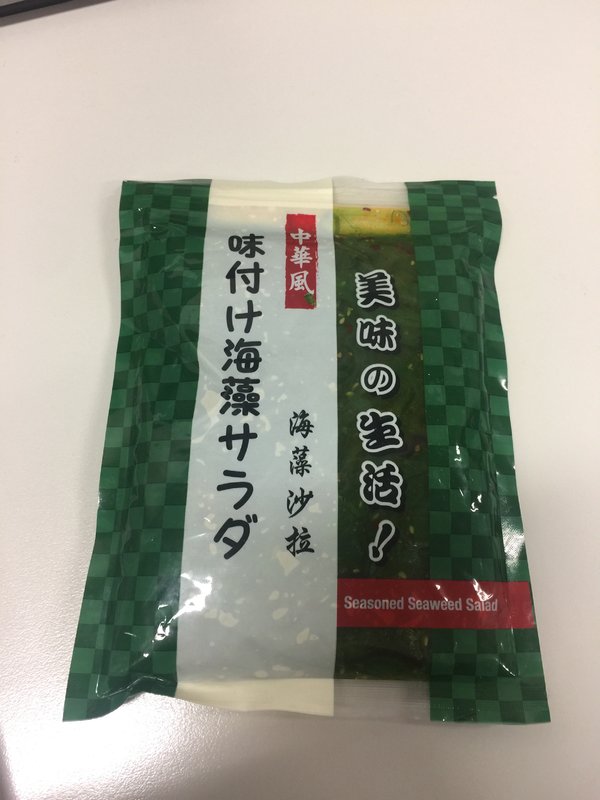 美味の生活!
中華風
海藻沙拉
味付け海藻サラダ
Seasoned Seaweed Salad